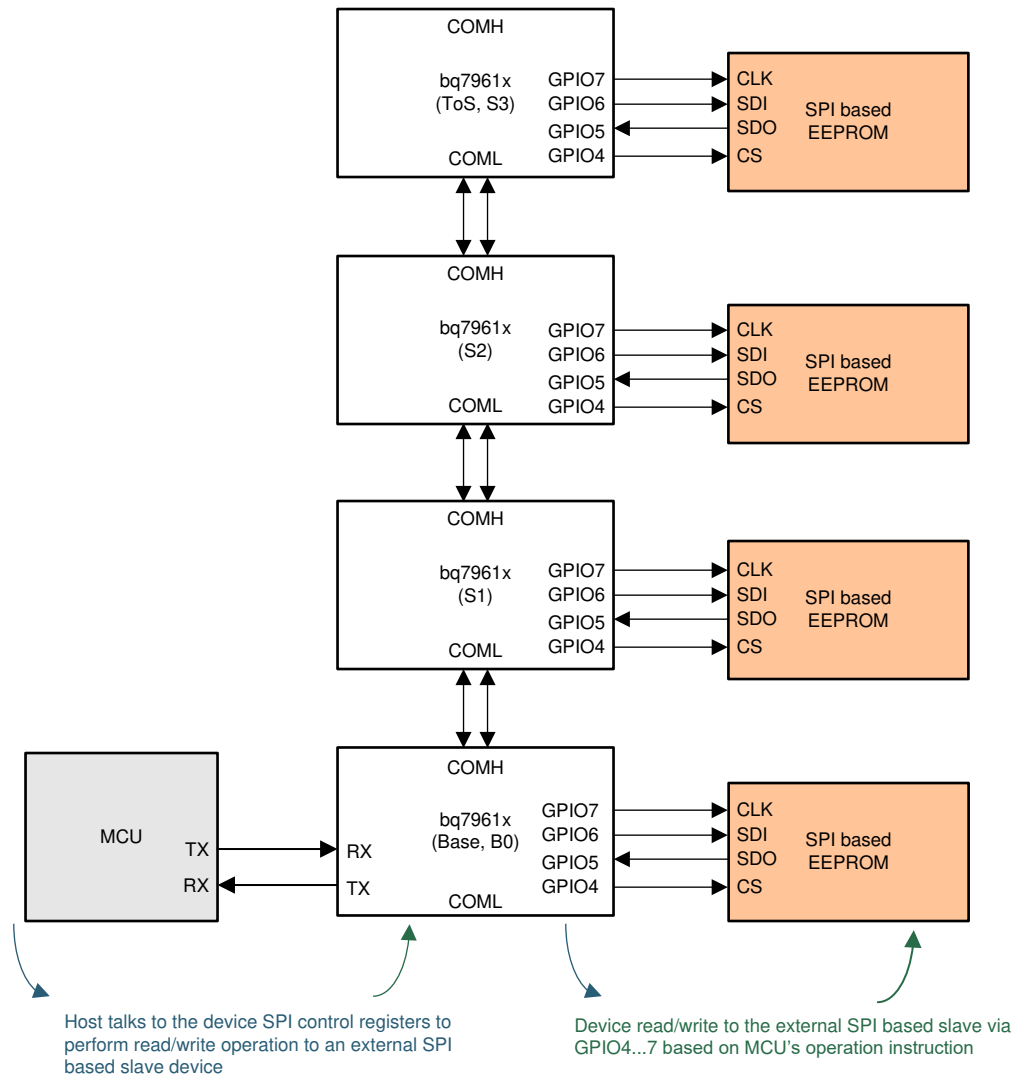 COMH
bq7961x
(ToS, S3)
COML
GPIO7
GPIO6
GPIO5
GPIO4
CLK
SDI
SDO
CS
SPI based
EEPROM
COMH
bq7961x
(S2)
COML
GPIO7
GPIO6
GPIO5
GPIO4
CLK
SDI
SDO
CS
SPI based
EEPROM
COMH
bq7961x
(S1)
COML
GPIO7
GPIO6
GPIO5
GPIO4
CLK
SDI
SDO
CS
SPI based
EEPROM
MCU
TX
RX
RX
TX
COMH
bq7961x
(Base, B0)
COML
GPIO7
GPIO6
GPIO5
GPIO4
CLK
SDI
SDO
CS
SPI based
EEPROM
Host talks to the device SPI control registers to
perform read/write operation to an external SPI
based slave device
Device read/write to the external SPI based slave via
GPIO4...7 based on MCU's operation instruction